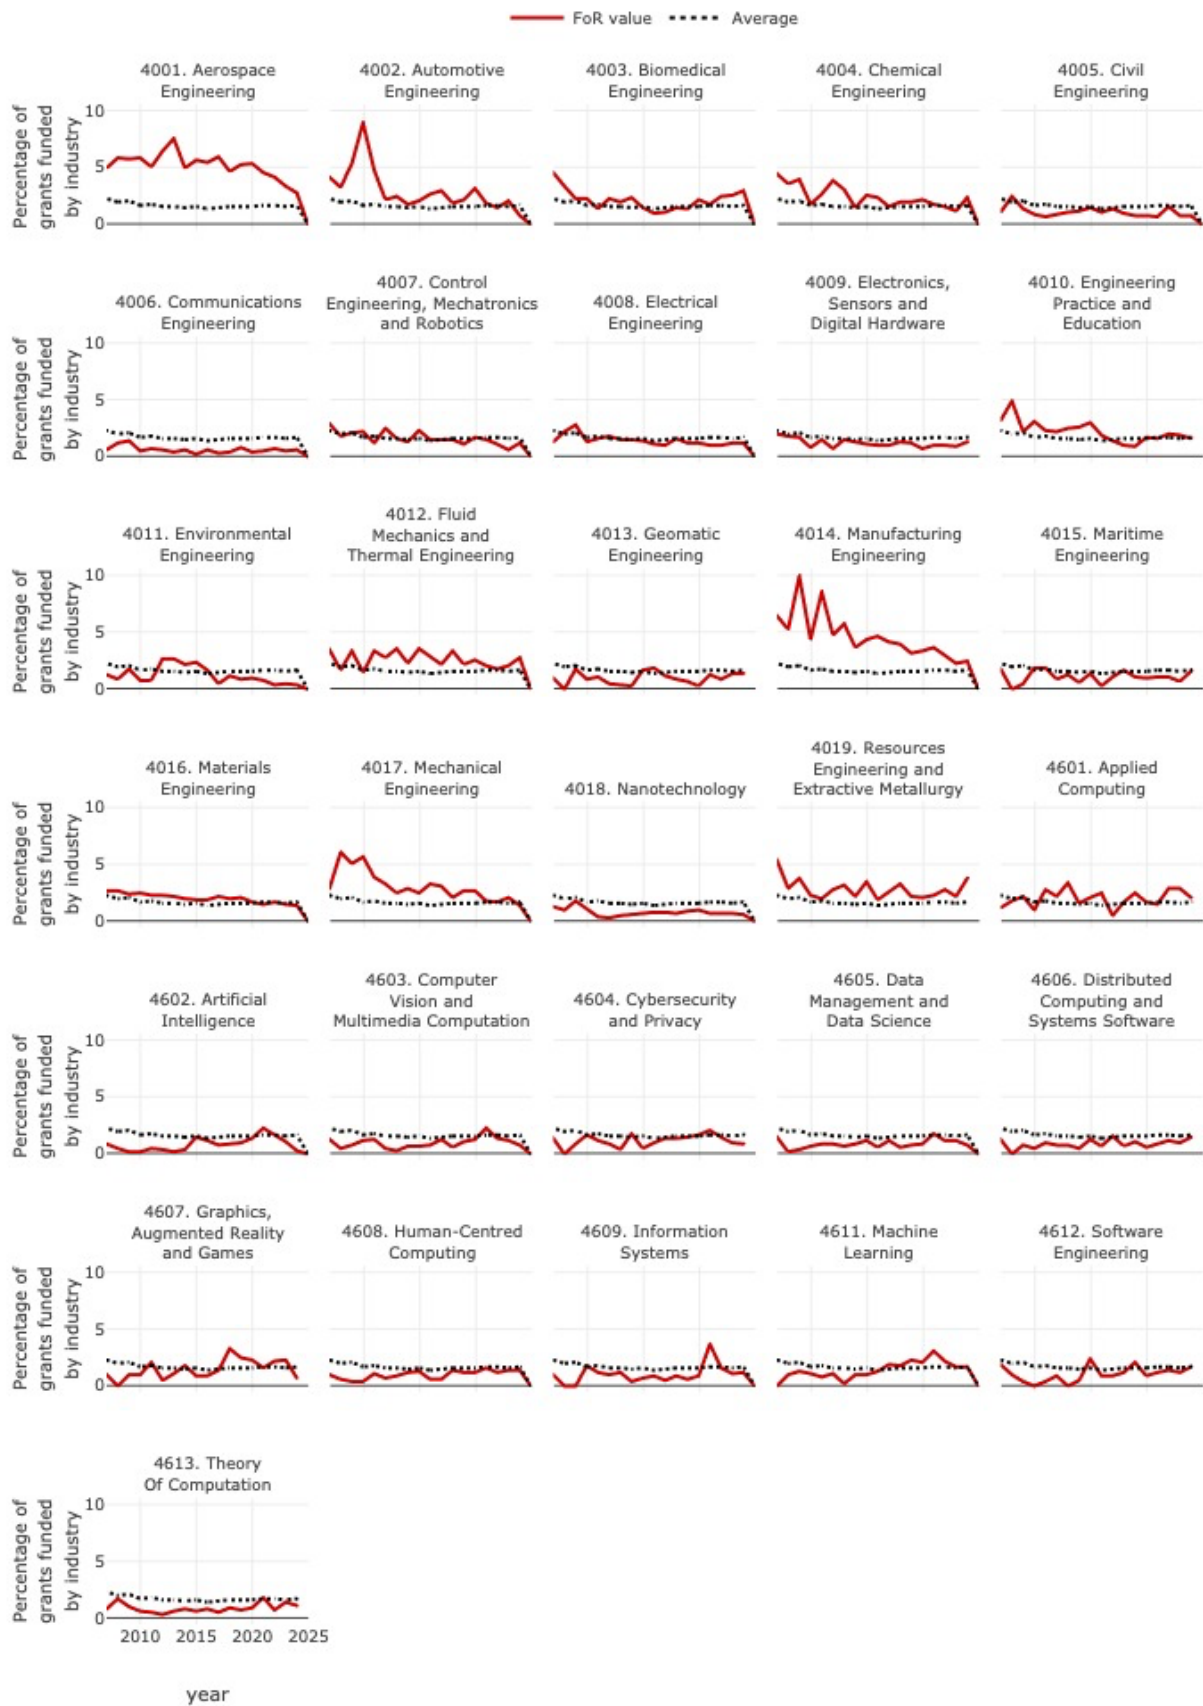 FoR value
Average
4001. Aerospace
Engineering
4002. Automotive
Engineering
4003. Biomedical
Engineering
4004. Chemical
Engineering
4005. Civil
Engineering
Percentage of
grants funded
by industry
10
5
0
4006. Communications
Engineering
4007. Control
Engineering, Mechatronics
and Robotics
4008. Electrical
Engineering
4009. Electronics,
Sensors and
Digital Hardware
4010. Engineering
Practice and
Education
Percentage of
grants funded
by industry
10
5
0
4011. Environmental
Engineering
4012. Fluid
Mechanics and
Thermal Engineering
4013. Geomatic
Engineering
4014. Manufacturing
Engineering
4015. Maritime
Engineering
Percentage of
grants funded
by industry
10
5
0
4016. Materials
Engineering
4017. Mechanical
Engineering
4018. Nanotechnology
4019. Resources
Engineering and
Extractive Metallurgy
4601. Applied
Computing
Percentage of
grants funded
by industry
10
5
0
4602. Artificial
Intelligence
4603. Computer
Vision and
Multimedia Computation
4604. Cybersecurity
and Privacy
4605. Data
Management and
Data Science
4606. Distributed
Computing and
Systems Software
Percentage of
grants funded
by industry
10
5
0
4607. Graphics,
Augmented Reality
and Games
4608. Human-Centred
Computing
4609. Information
Systems
4611. Machine
Learning
4612. Software
Engineering
Percentage of
grants funded
by industry
10
5
0
4613. Theory
Of Computation
Percentage of
grants funded
by industry
10
5
0
2010 2015 2020 2025
year